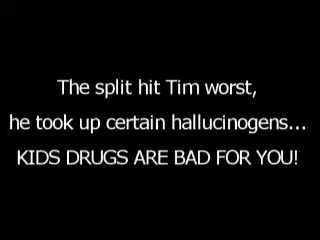 The split hit Tim worst,
he took up certain hallucinogens...
KIDS DRUGS ARE BAD FOR YOU!